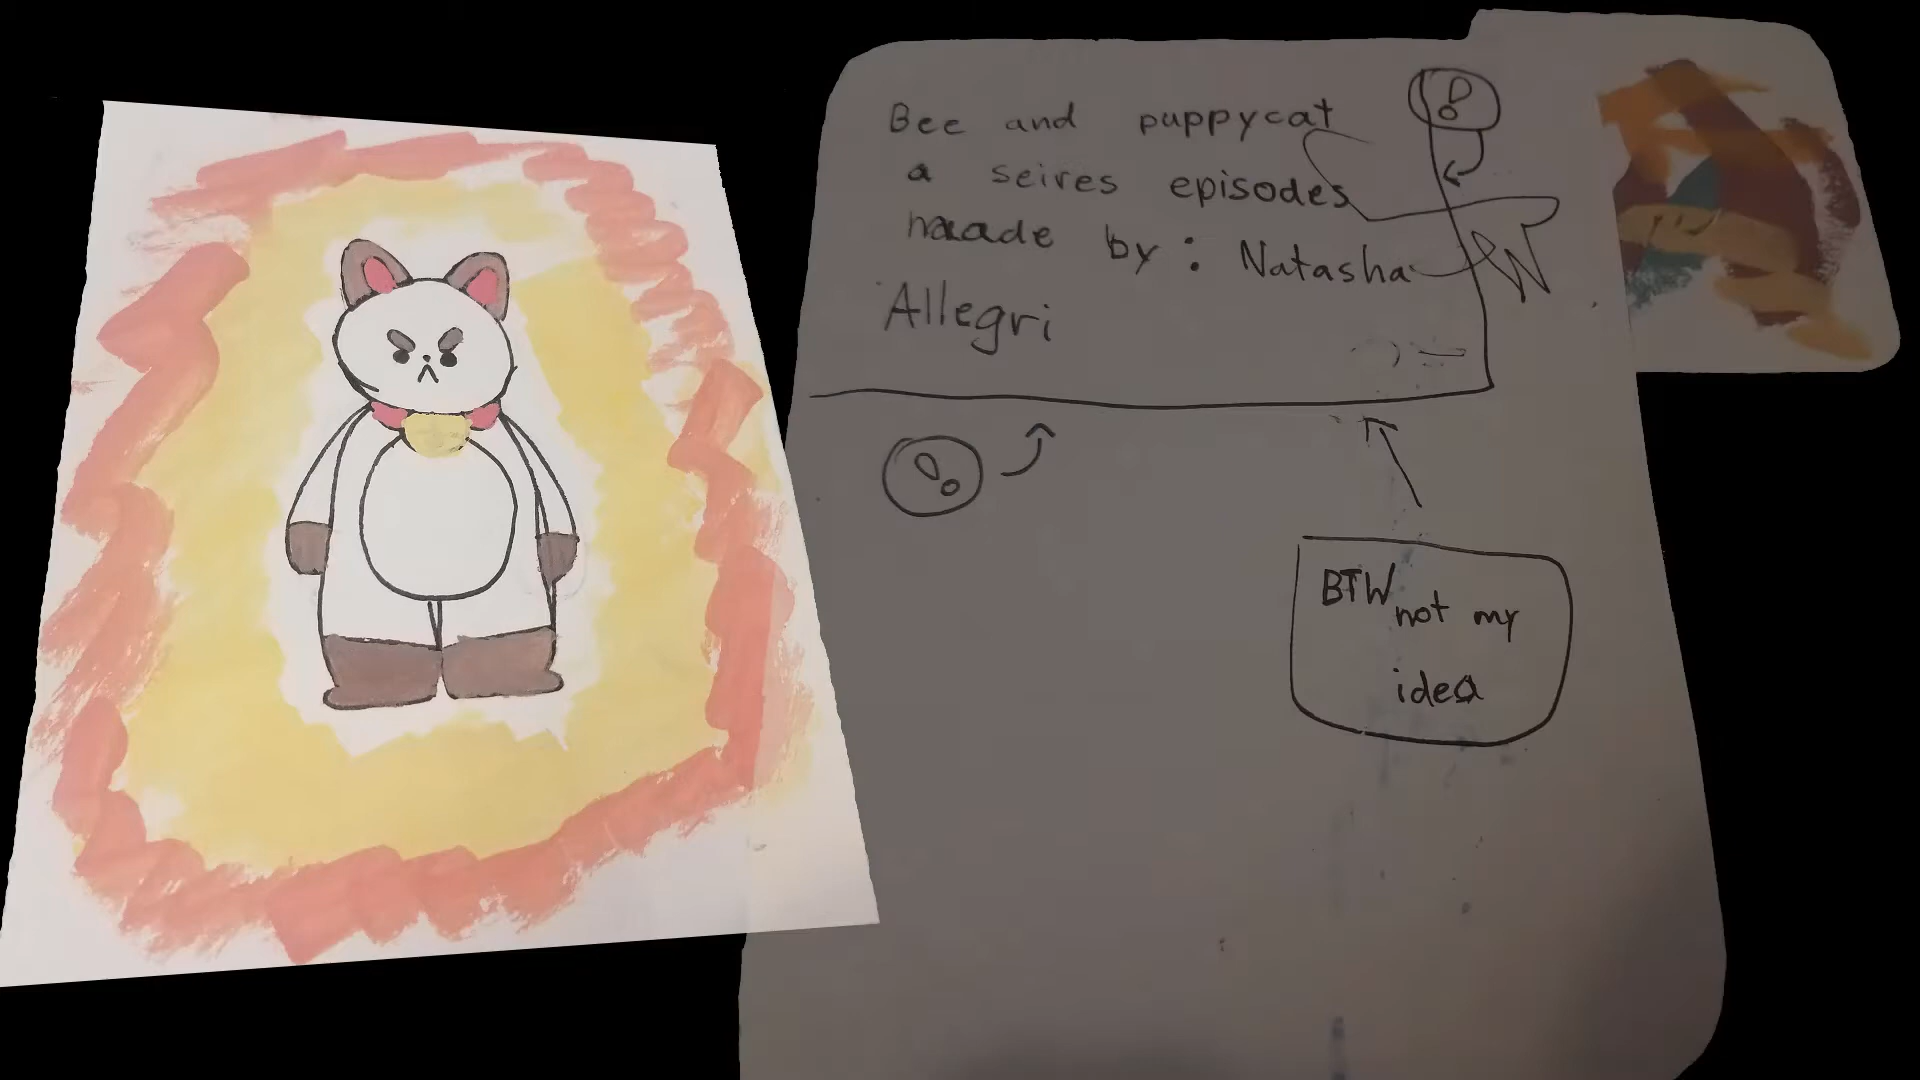 Bee and puppycat
a seires episodes
maade by: Natasha
Allegri
BTW not my
idea